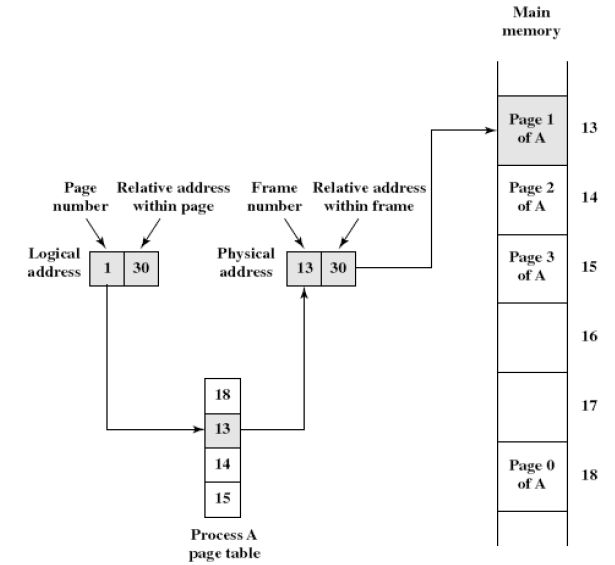 Main
memory
Page 1
of A
13
Page 2
of A
14
Page 3
of A
15
16
17
Page 0
of A
18
Page
number
Relative address
within page
Frame
number
Relative address
within frame
Logical
address
1
30
Physical
address
13
30
18
13
14
15
Process A
page table